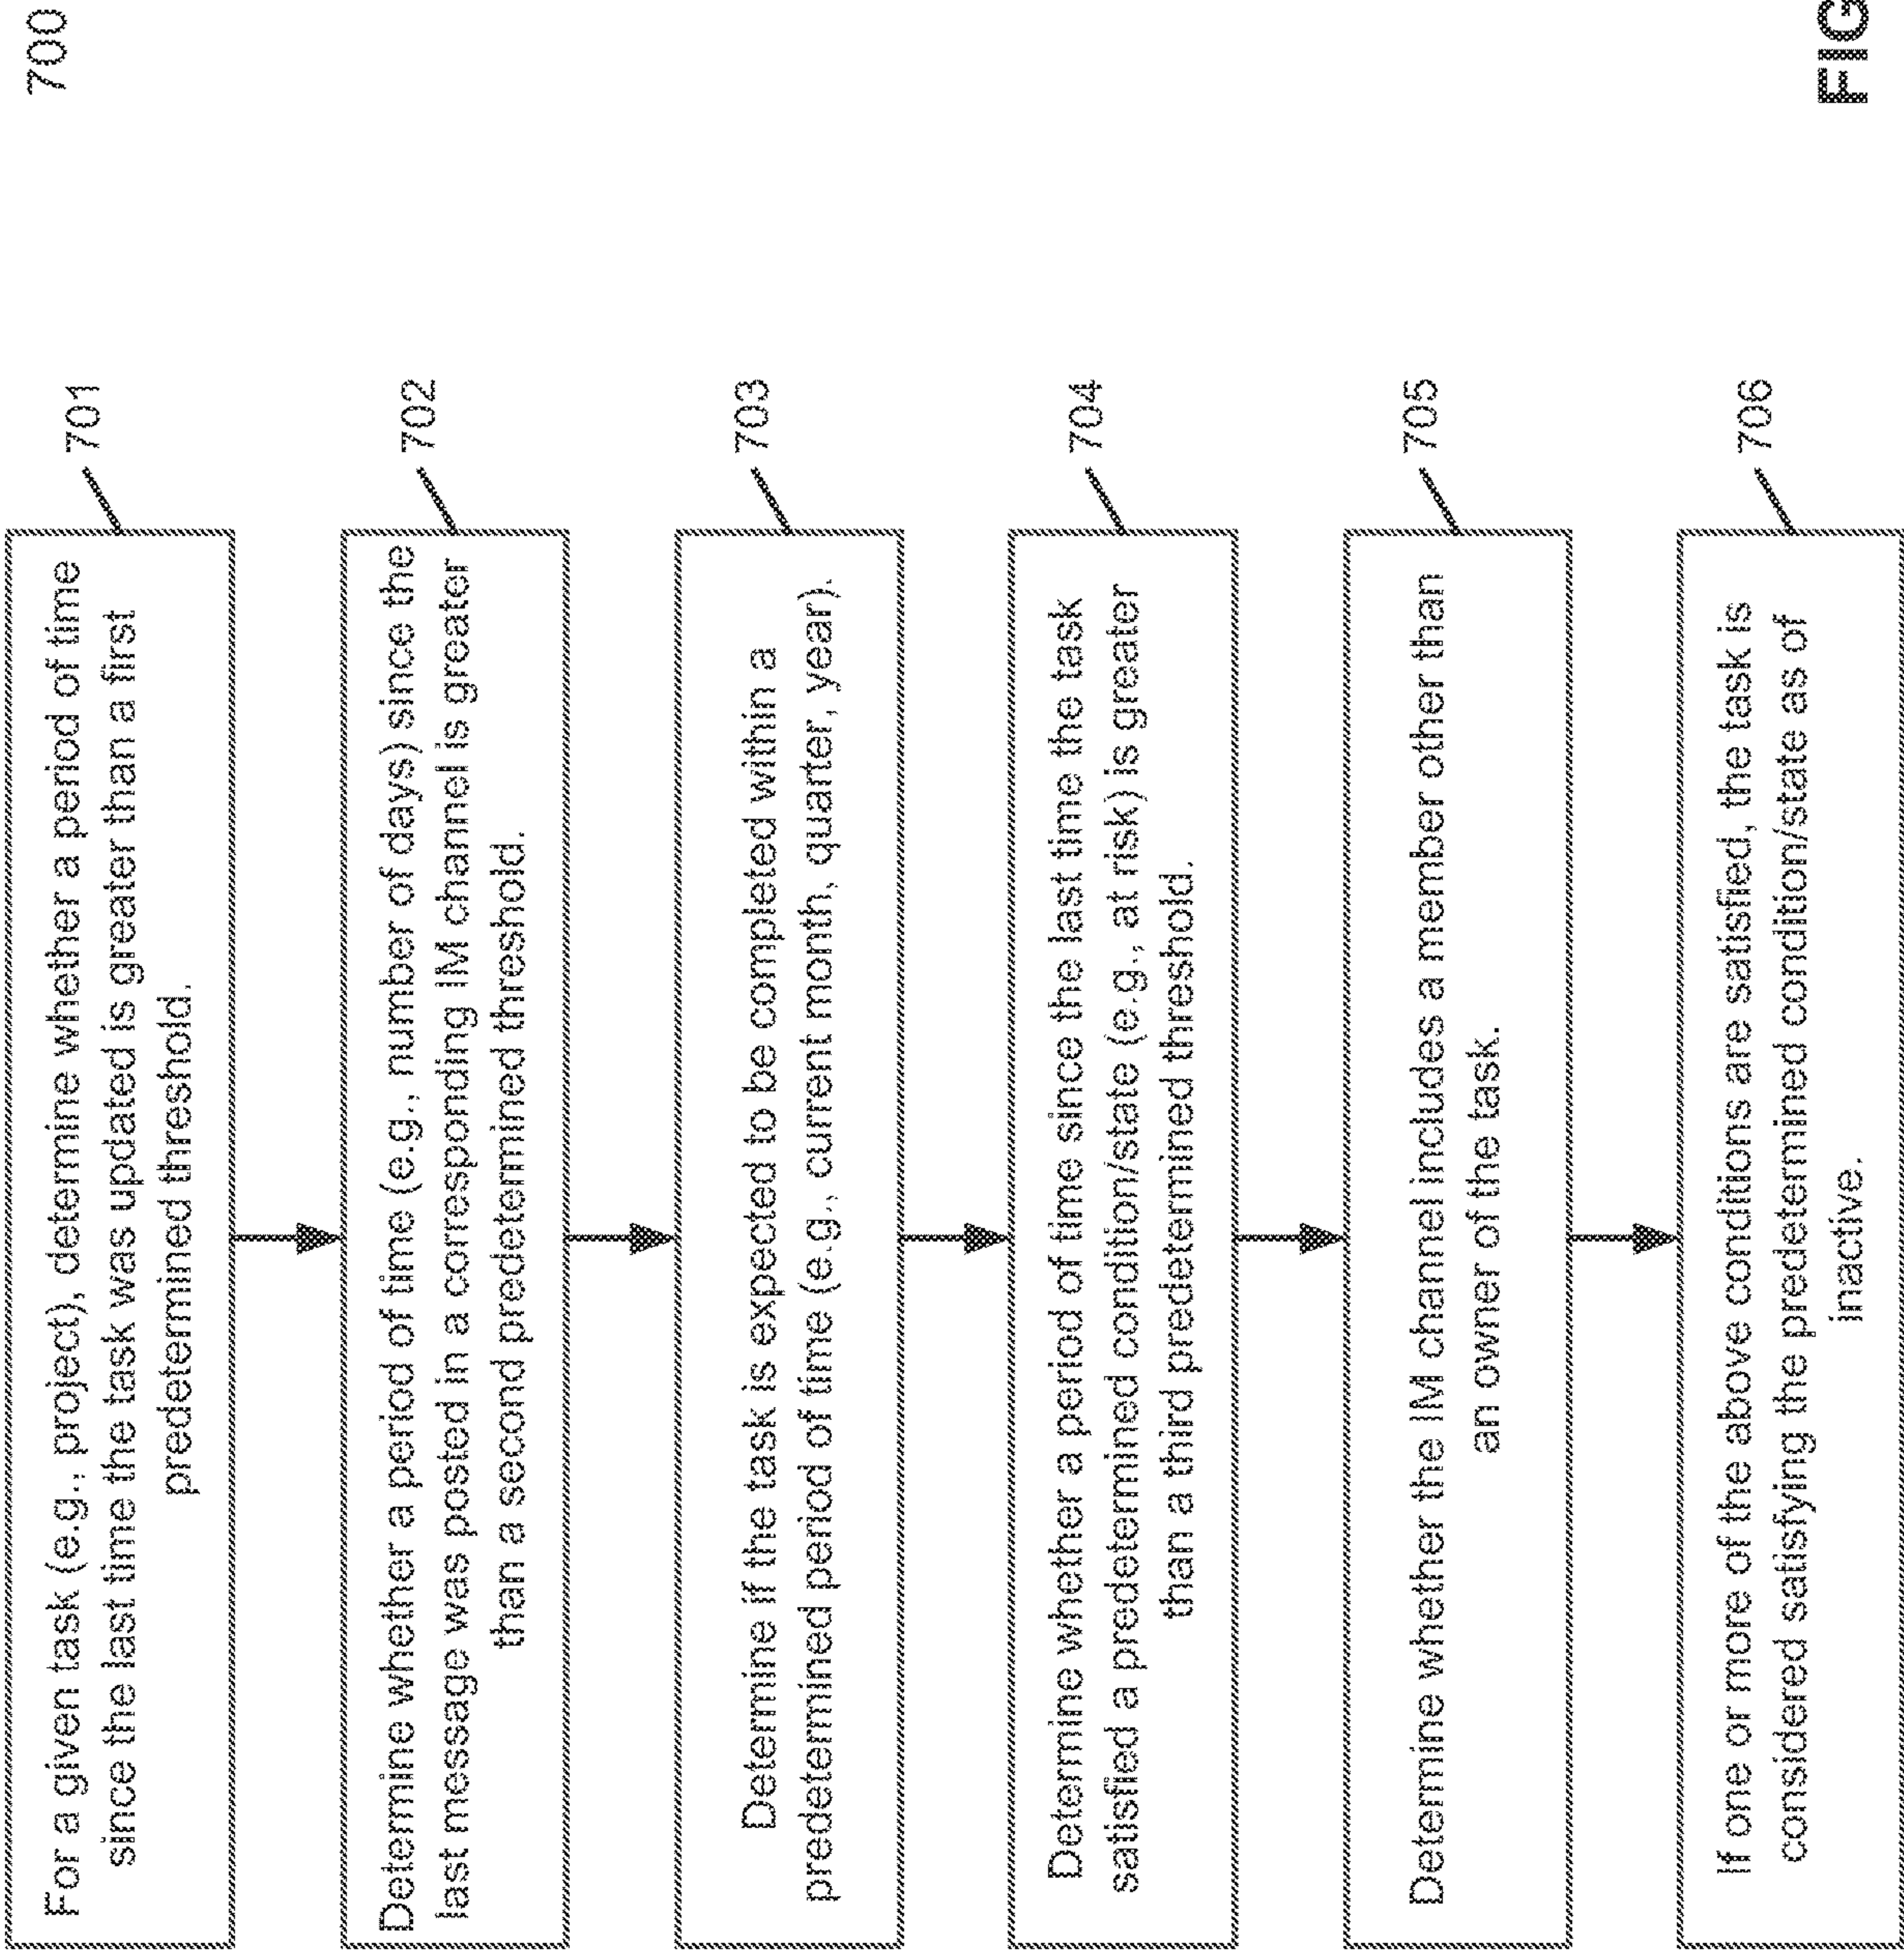 700
For a given task (e.g., project), determine whether a period of time
since the last time the task was updated is greater than a first
predetermined threshold.
701
Determine whether a period of time (e.g., number of days) since the
last message was posted in a corresponding IM channel is greater
than a second predetermined threshold.
702
Determine if the task is expected to be completed within a
predetermined period of time (e.g., current month, quarter, year).
703
Determine whether a period of time since the last time the task
satisfied a predetermined condition/state (e.g., at risk) is greater
than a third predetermined threshold.
704
Determine whether the IM channel includes a member other than
an owner of the task.
705
If one or more of the above conditions are satisfied, the task is
considered satisfying the predetermined condition/state as of
inactive.
706
FIG